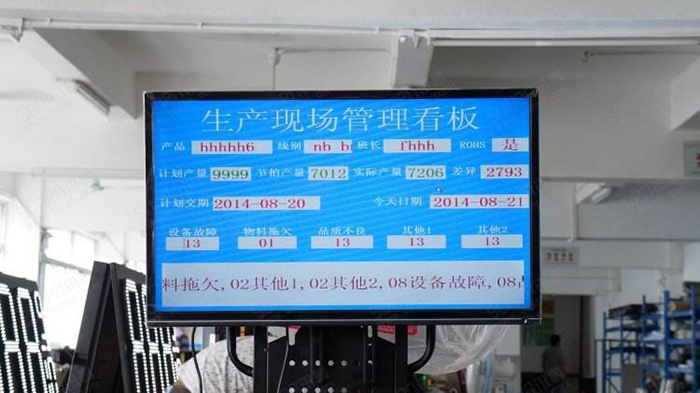 生产现场管理看板
产品 hhhhh6 线别 nb b 班长 fhhh ROHS 是
计划产量 9999 节拍产量 7012 实际产量 7206 差异 2793
计划交期 2014-08-20 今天日期 2014-08-21
设备故障 物料拖欠 品质不良 其他1 其他2
13 01 13 13 13
料拖欠,02其他1,02其他2,08设备故障,08